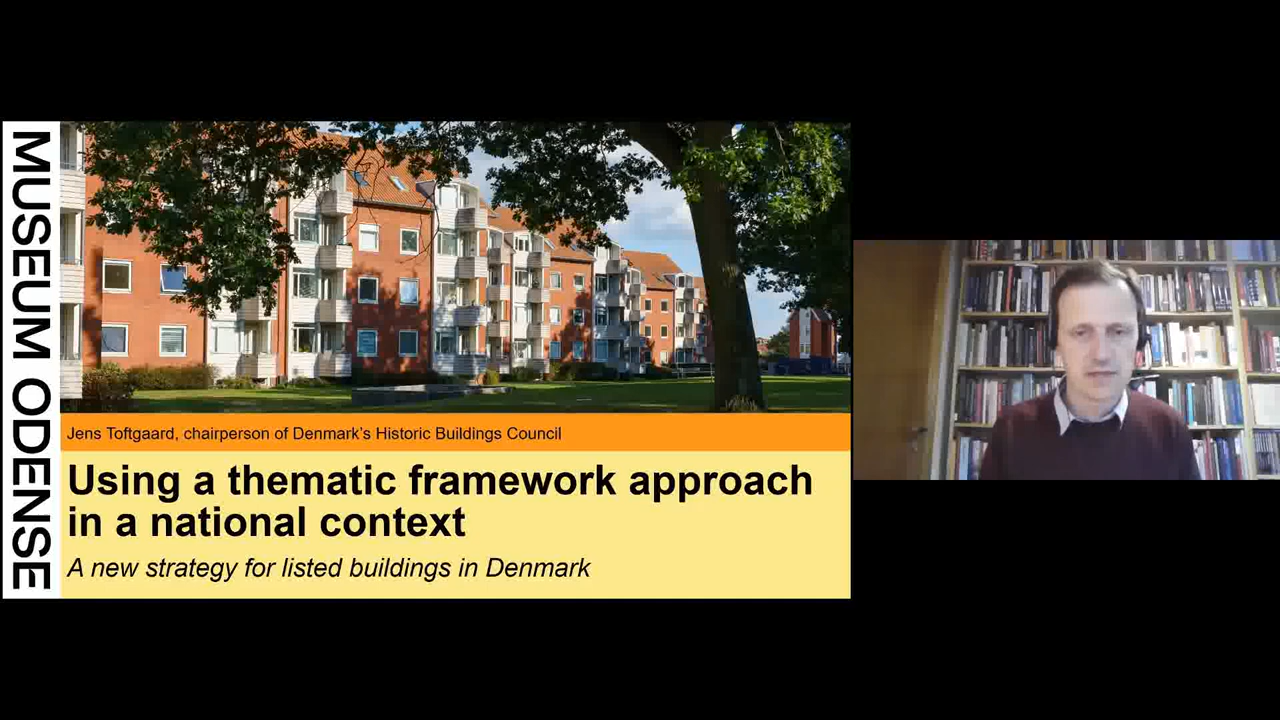 MUSEUM ODENSE
Jens Toftgaard, chairperson of Denmark's Historic Buildings Council
Using a thematic framework approach
in a national context
A new strategy for listed buildings in Denmark